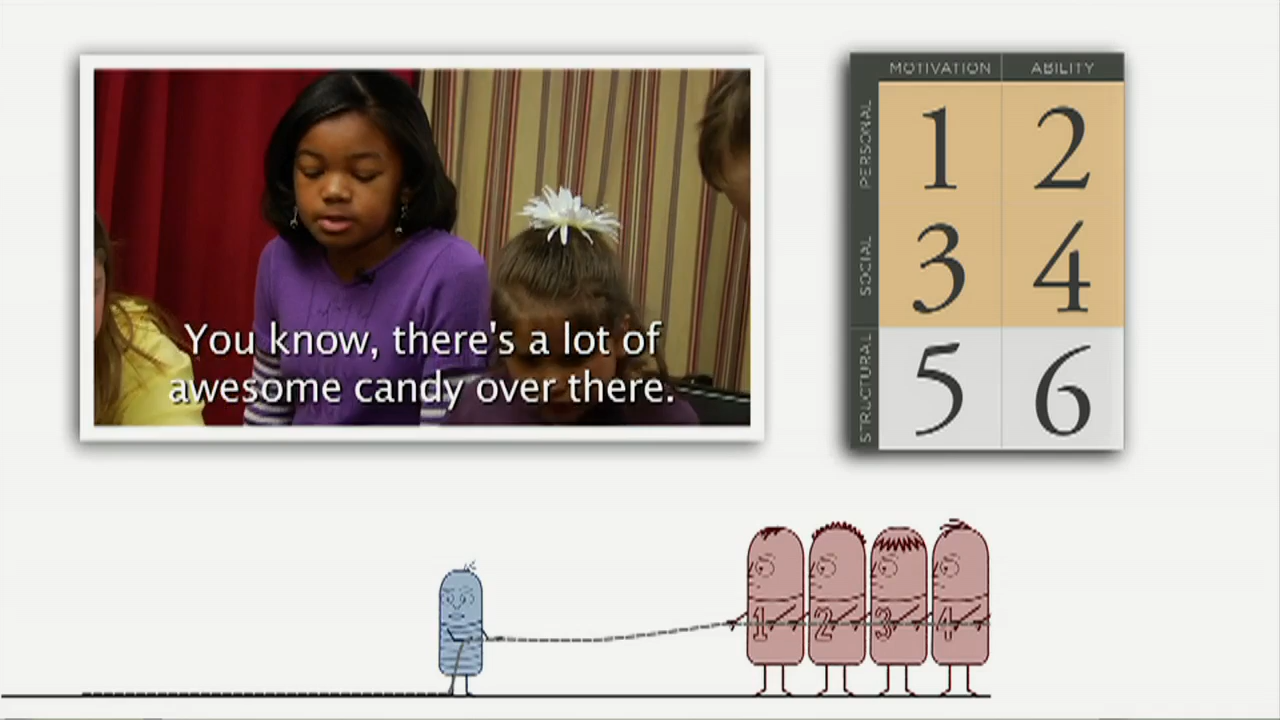 You know, there's a lot of
awesome candy over there.
MOTIVATION ABILITY
PERSONAL
1 2
SOCIAL
3 4
STRUCTURAL
5 6
1 2 3 4